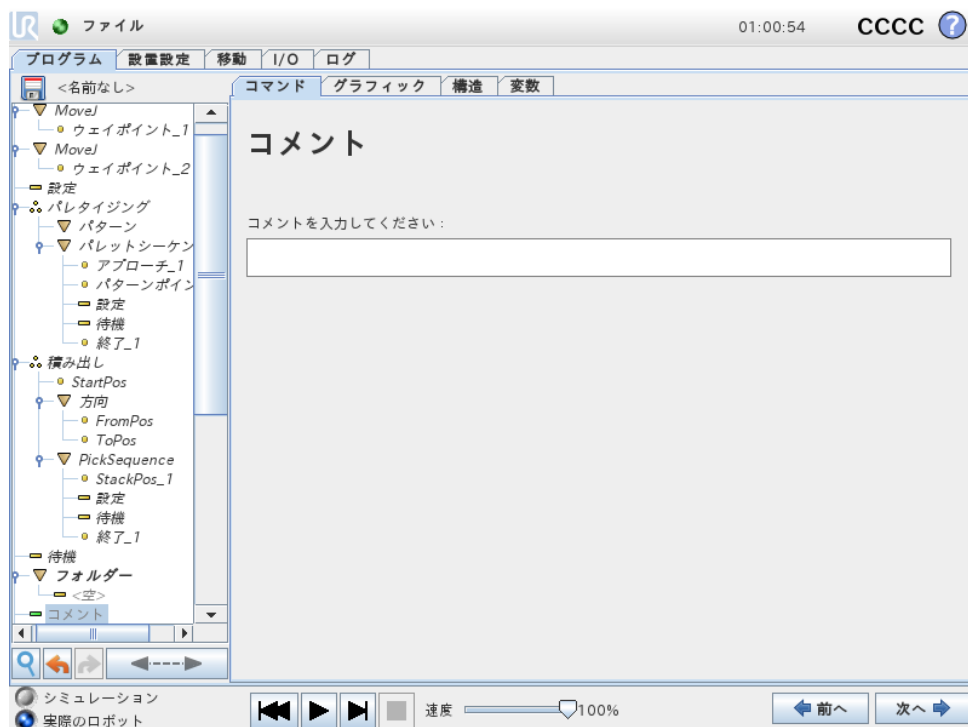 UR ファイル 01:00:54 CCCC ?
プログラム 設置設定 移動 I/O ログ
<名前なし> コマンド グラフィック 構造 変数
MoveJ
ウェイポイント_1
MoveJ
ウェイポイント_2
設定
パレタイジング
パターン
パレットシーケン
アプローチ_1
パターンポイン
設定
待機
終了_1
積み出し
StartPos
方向
FromPos
ToPos
PickSequence
StackPos_1
設定
待機
終了_1
待機
フォルダー
<空>
コメント
コメント
コメントを入力してください :
シミュレーション
実際のロボット
速度 100% 前へ 次へ